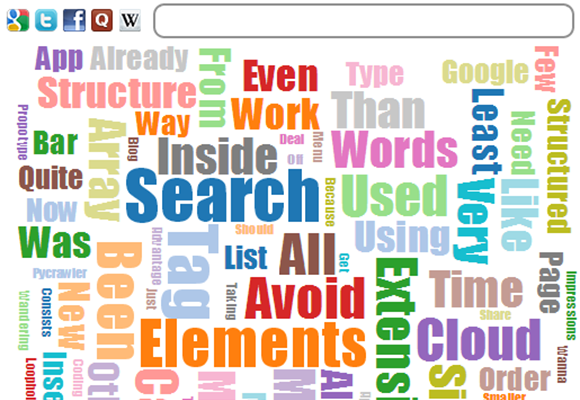 App
Already
From
Even
Type
Google
Few
Structure
Work
Than
Least
Need
Structured
Propotype
Bar
Array
Way
Blog
Inside
Deal
Off
Menu
Words
Quite
Search
Because
Used
Very
Like
Now
Was
Been
Advantage
Tag
Should
List
All
Get
Using
Page
Impressions
Pycrawler
Wandering
Consists
New
Just
Taking
Avoid
Extensi
Time
Share
Elements
Cloud
Wanna
Loophol
Inse
Coding
Order
Smaller